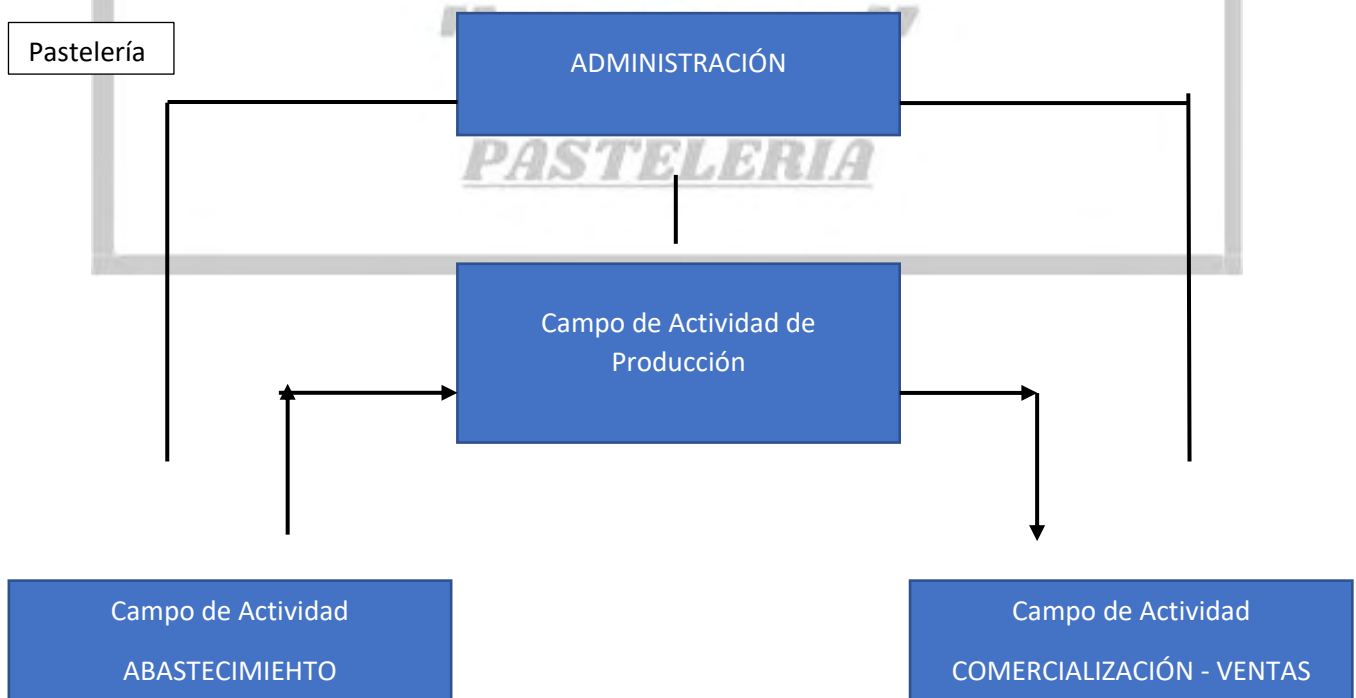 Pastelería
ADMINISTRACIÓN
PASTELERIA
Campo de Actividad de
Producción
Campo de Actividad
ABASTECIMIEHTO
Campo de Actividad
COMERCIALIZACIÓN - VENTAS